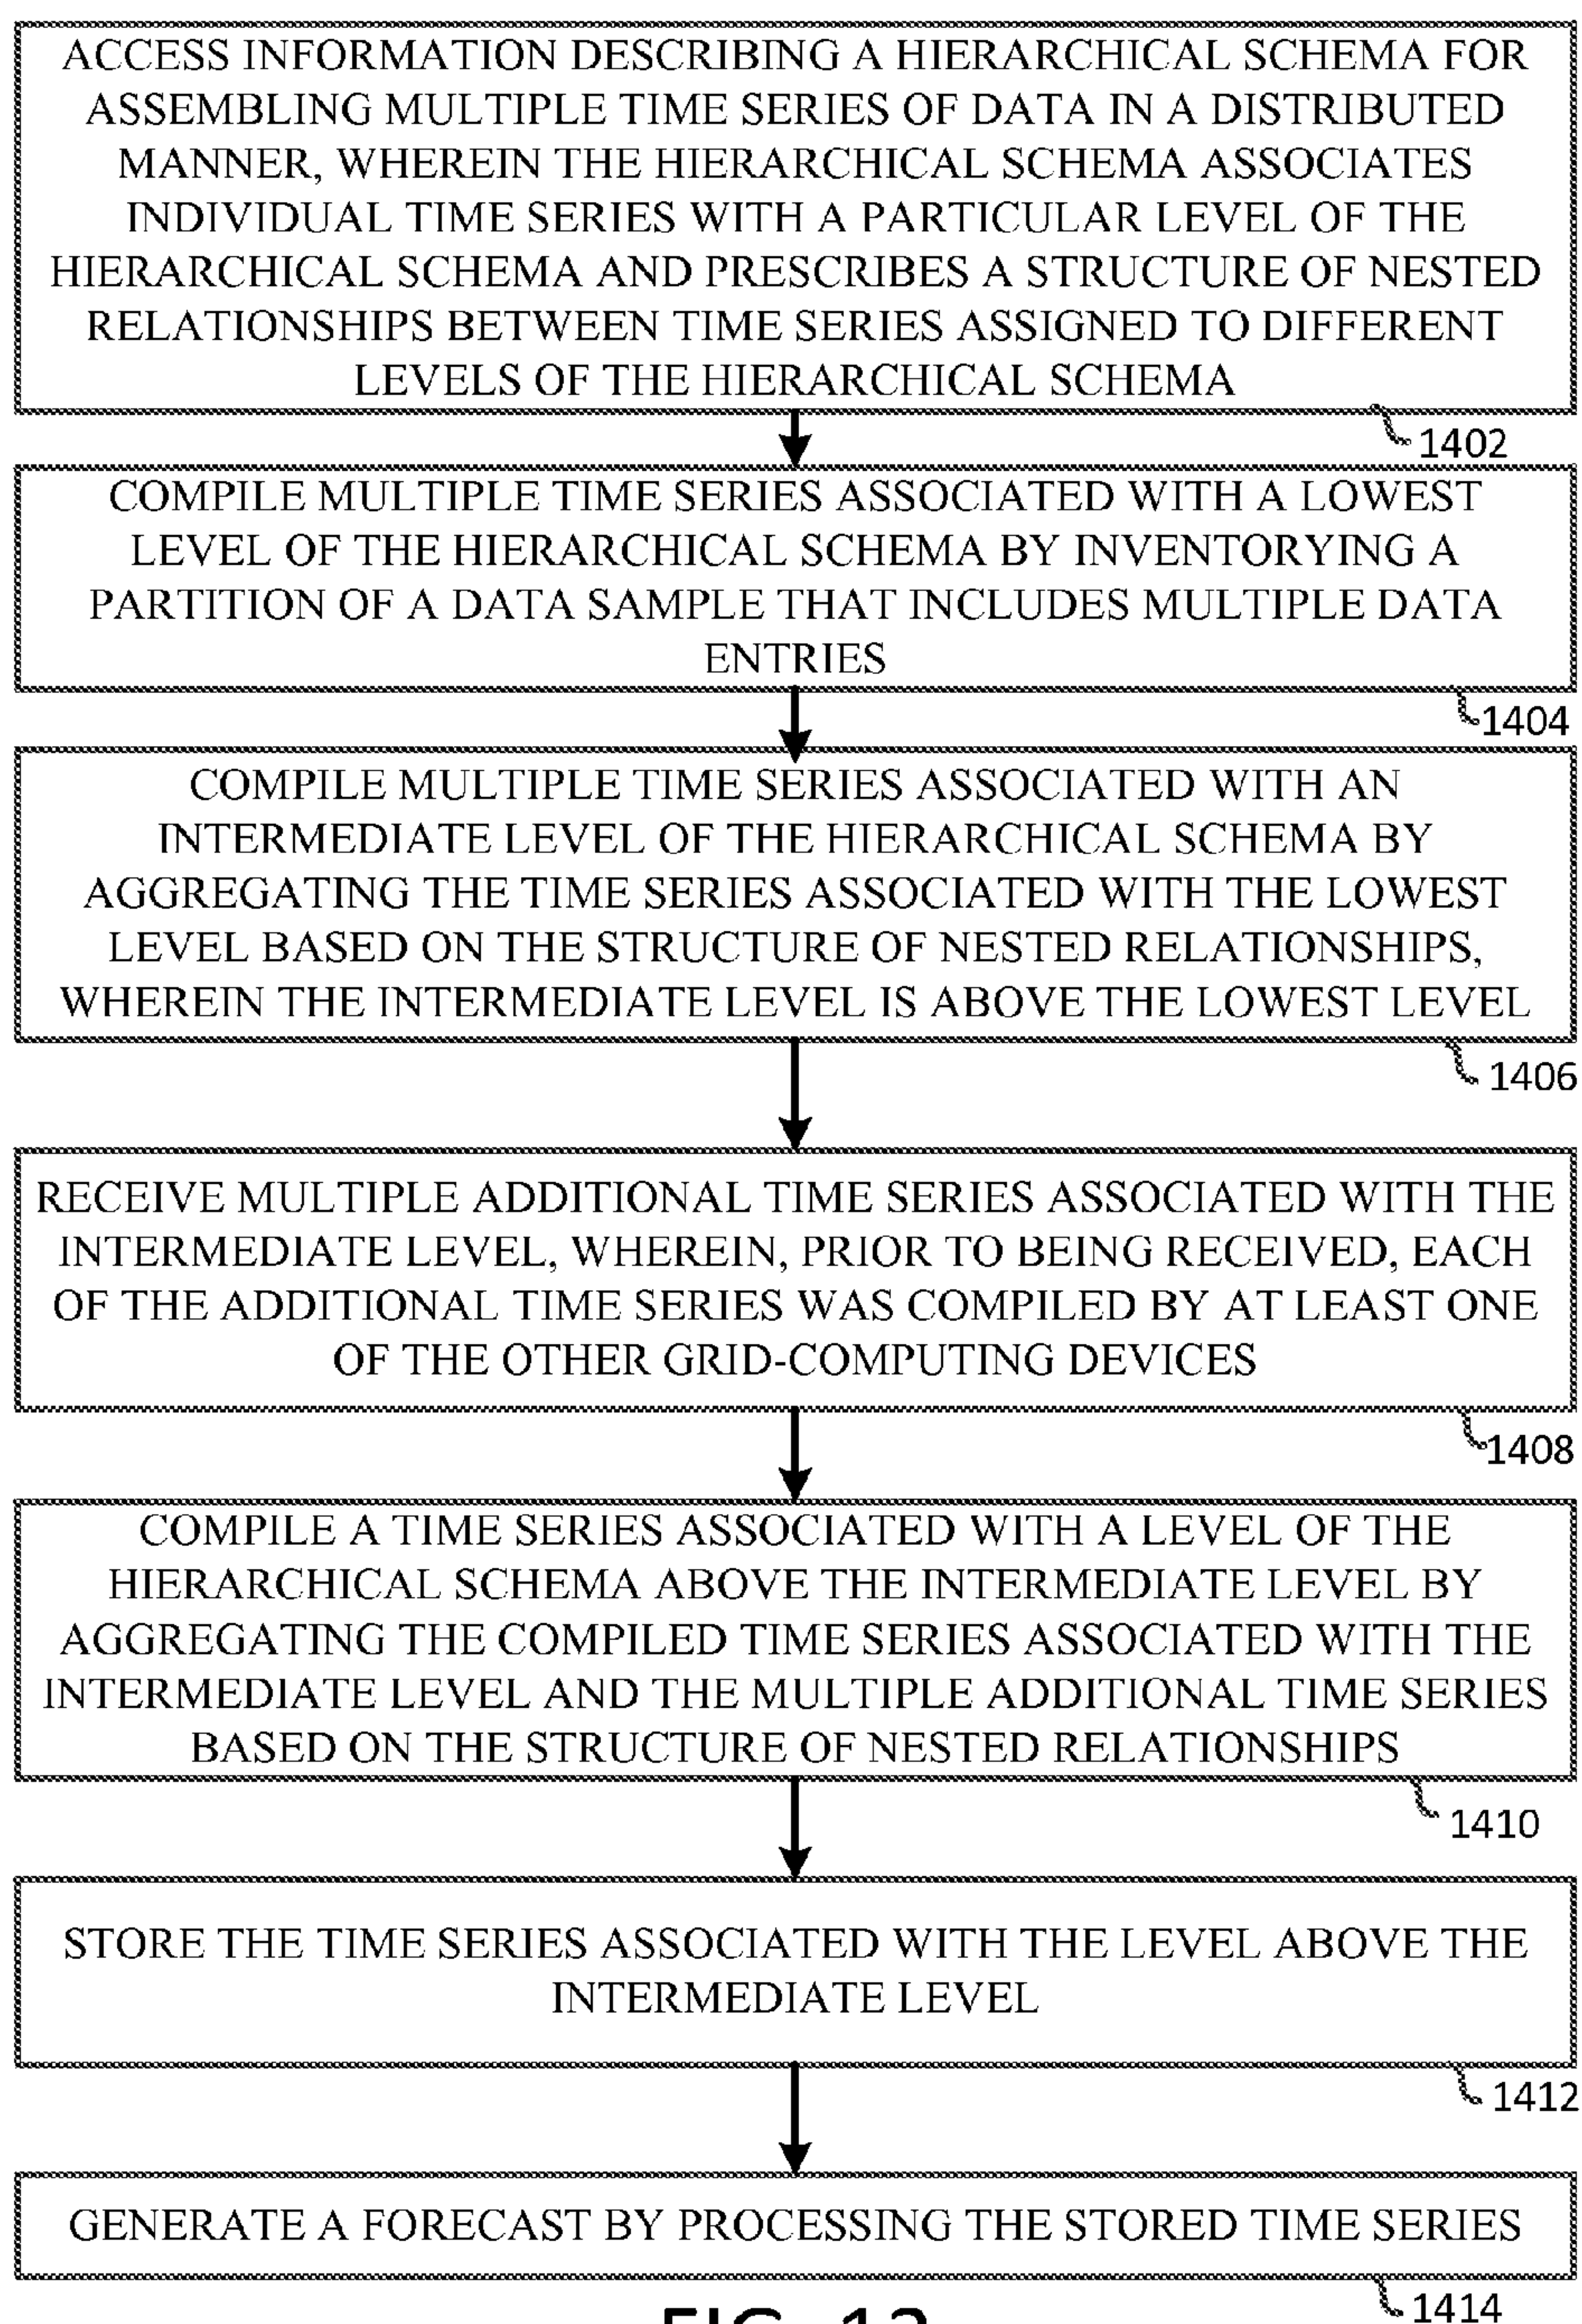 ACCESS INFORMATION DESCRIBING A HIERARCHICAL SCHEMA FOR
ASSEMBLING MULTIPLE TIME SERIES OF DATA IN A DISTRIBUTED
MANNER, WHEREIN THE HIERARCHICAL SCHEMA ASSOCIATES
INDIVIDUAL TIME SERIES WITH A PARTICULAR LEVEL OF THE
HIERARCHICAL SCHEMA AND PRESCRIBES A STRUCTURE OF NESTED
RELATIONSHIPS BETWEEN TIME SERIES ASSIGNED TO DIFFERENT
LEVELS OF THE HIERARCHICAL SCHEMA
1402
COMPILE MULTIPLE TIME SERIES ASSOCIATED WITH A LOWEST
LEVEL OF THE HIERARCHICAL SCHEMA BY INVENTORYING A
PARTITION OF A DATA SAMPLE THAT INCLUDES MULTIPLE DATA
ENTRIES
1404
COMPILE MULTIPLE TIME SERIES ASSOCIATED WITH AN
INTERMEDIATE LEVEL OF THE HIERARCHICAL SCHEMA BY
AGGREGATING THE TIME SERIES ASSOCIATED WITH THE LOWEST
LEVEL BASED ON THE STRUCTURE OF NESTED RELATIONSHIPS,
WHEREIN THE INTERMEDIATE LEVEL IS ABOVE THE LOWEST LEVEL
1406
RECEIVE MULTIPLE ADDITIONAL TIME SERIES ASSOCIATED WITH THE
INTERMEDIATE LEVEL, WHEREIN, PRIOR TO BEING RECEIVED, EACH
OF THE ADDITIONAL TIME SERIES WAS COMPILED BY AT LEAST ONE
OF THE OTHER GRID-COMPUTING DEVICES
1408
COMPILE A TIME SERIES ASSOCIATED WITH A LEVEL OF THE
HIERARCHICAL SCHEMA ABOVE THE INTERMEDIATE LEVEL BY
AGGREGATING THE COMPILED TIME SERIES ASSOCIATED WITH THE
INTERMEDIATE LEVEL AND THE MULTIPLE ADDITIONAL TIME SERIES
BASED ON THE STRUCTURE OF NESTED RELATIONSHIPS
1410
STORE THE TIME SERIES ASSOCIATED WITH THE LEVEL ABOVE THE
INTERMEDIATE LEVEL
1412
GENERATE A FORECAST BY PROCESSING THE STORED TIME SERIES
1414